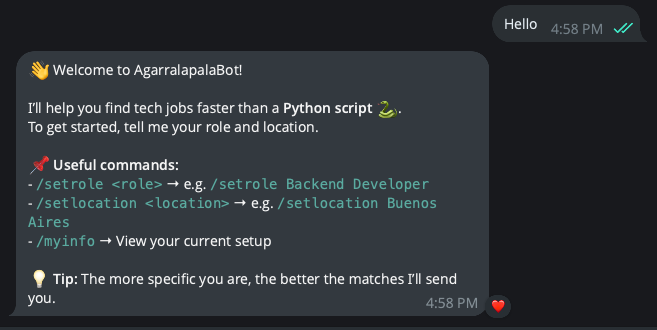 Hello 4:58 PM
👋 Welcome to AgarralapalaBot!
I'll help you find tech jobs faster than a Python script 🐍.
To get started, tell me your role and location.
📌 Useful commands:
- /setrole <role> → e.g. /setrole Backend Developer
- /setlocation <location> → e.g. /setlocation Buenos
Aires
- /myinfo → View your current setup
💡 Tip: The more specific you are, the better the matches I'll send
you. 4:58 PM ❤️